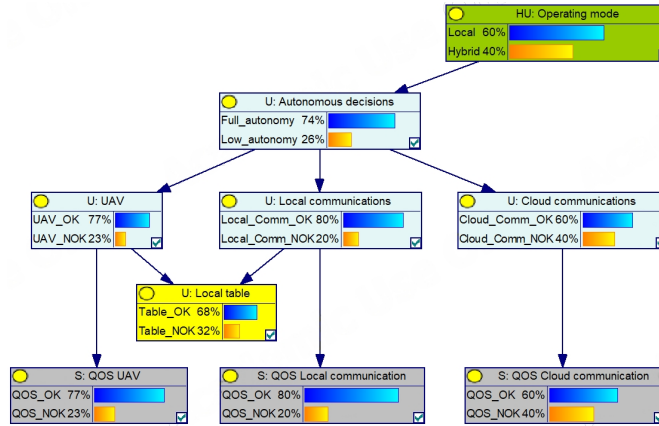 HU: Operating mode
Local 60%
Hybrid 40%
U: Autonomous decisions
Full_autonomy 74%
Low_autonomy 26%
U: UAV
UAV_OK 77%
UAV_NOK 23%
U: Local communications
Local_Comm_OK 80%
Local_Comm_NOK 20%
U: Cloud communications
Cloud_Comm_OK 60%
Cloud_Comm_NOK 40%
U: Local table
Table_OK 68%
Table_NOK 32%
S: QOS UAV
QOS_OK 77%
QOS_NOK 23%
S: QOS Local communication
QOS_OK 80%
QOS_NOK 20%
S: QOS Cloud communication
QOS_OK 60%
QOS_NOK 40%